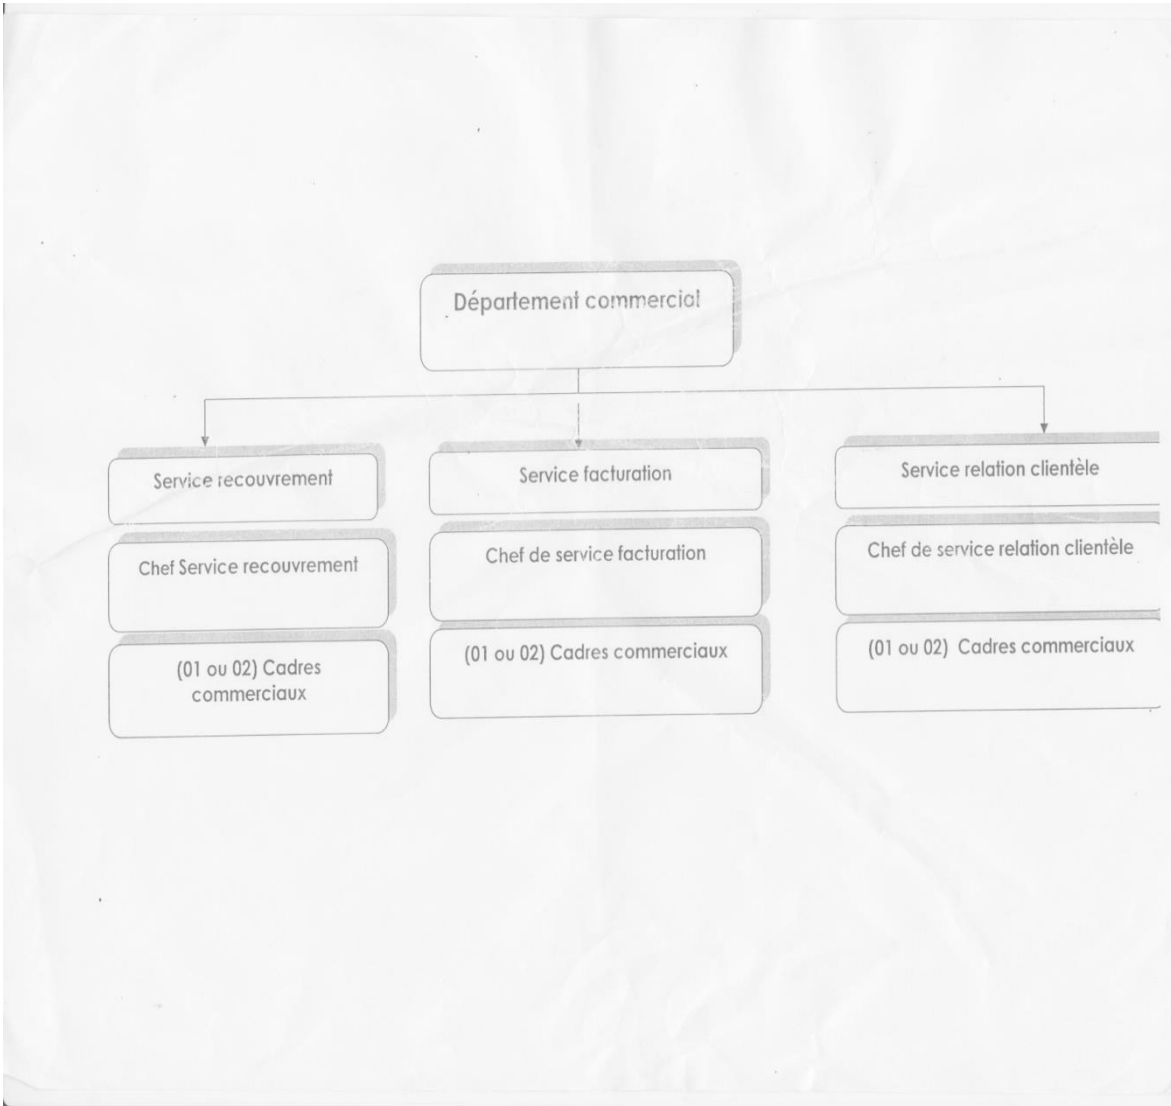 Département commercial
Service recouvrement
Service facturation
Service relation clientèle
Chef Service recouvrement
Chef de service facturation
Chef de service relation clientèle
(01 ou 02) Cadres
commerciaux
(01 ou 02) Cadres commerciaux
(01 ou 02) Cadres commerciaux